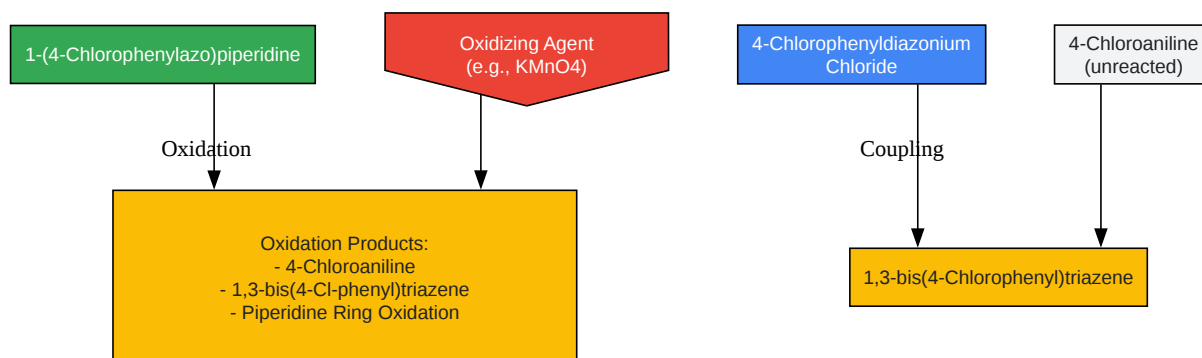 1-(4-Chlorophenylazo)piperidine
Oxidizing Agent
(e.g., KMnO4)
4-Chlorophenyldiazonium
Chloride
4-Chloroaniline
(unreacted)
Oxidation
Coupling
Oxidation Products:
- 4-Chloroaniline
- 1,3-bis(4-Cl-phenyl)triazene
- Piperidine Ring Oxidation
1,3-bis(4-Chlorophenyl)triazene